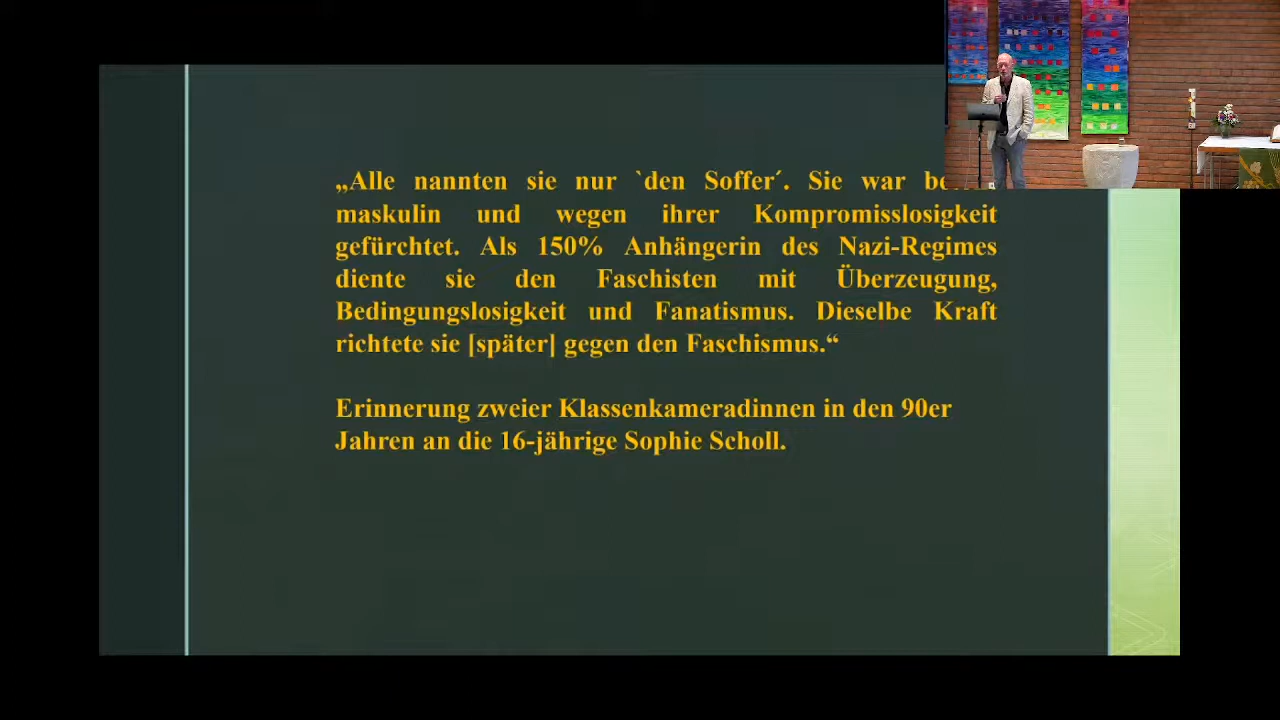 „Alle nannten sie nur `den Soffer´. Sie war
maskulin und wegen ihrer Kompromisslosigkeit
gefürchtet. Als 150% Anhängerin des Nazi-Regimes
diente sie den Faschisten mit Überzeugung,
Bedingungslosigkeit und Fanatismus. Dieselbe Kraft
richtete sie [später] gegen den Faschismus.“
Erinnerung zweier Klassenkameradinnen in den 90er
Jahren an die 16-jährige Sophie Scholl.